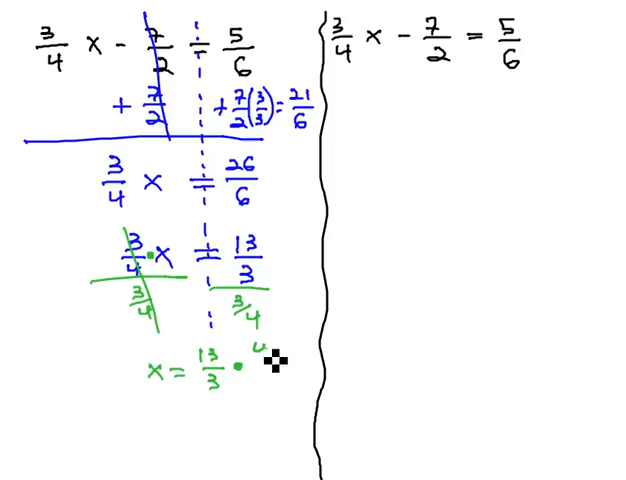 3/4 x - 7/2 = 5/6
+ 7/2 + 7/2 (3/3) = 21/6
3/4 x = 26/6
3/4 · x = 13/3
3/4 3/4
x = 13/3 · 4
3/4 x - 7/2 = 5/6